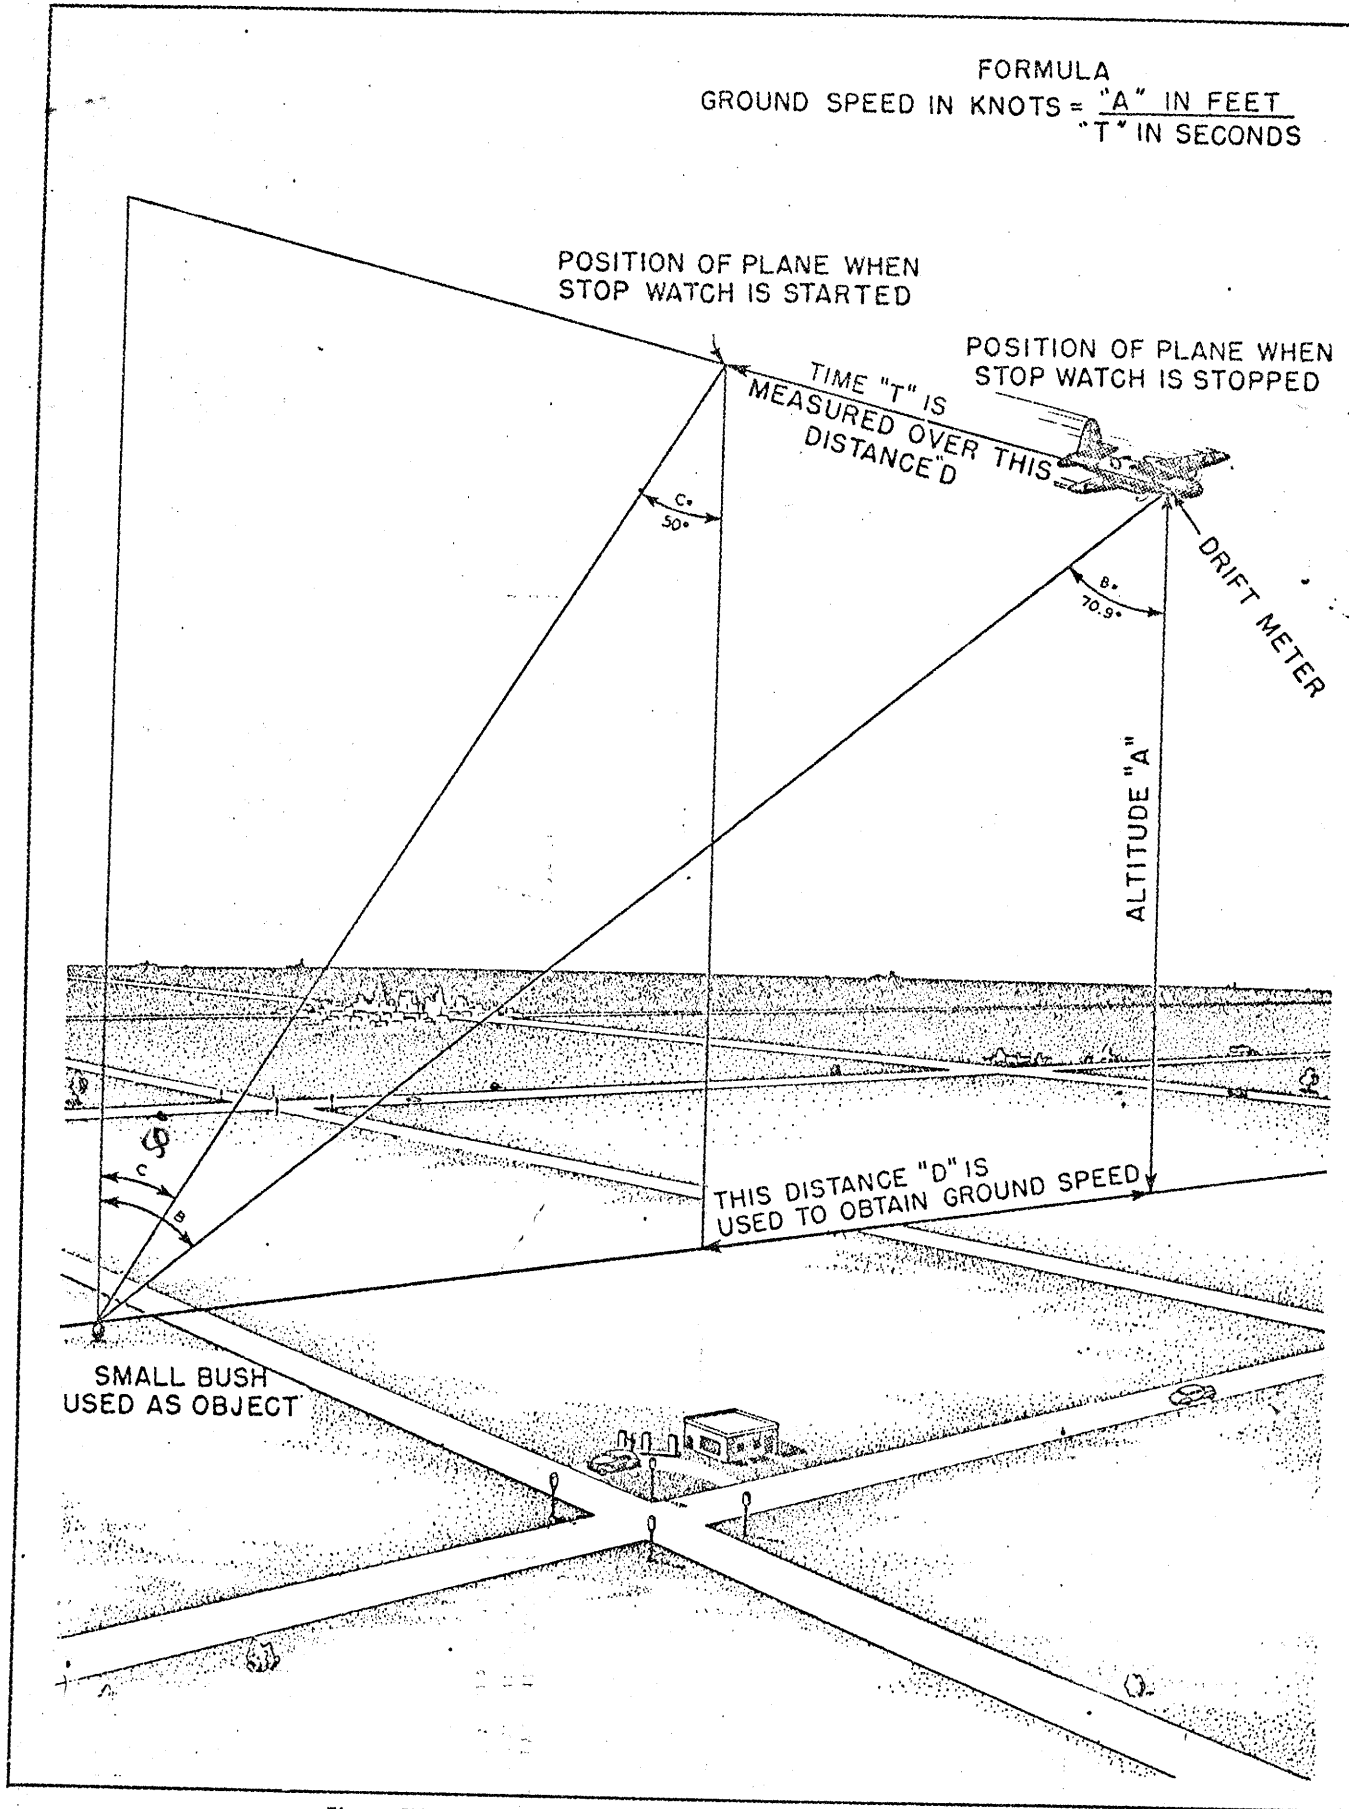 FORMULA
GROUND SPEED IN KNOTS = "A" IN FEET
"T" IN SECONDS
POSITION OF PLANE WHEN
STOP WATCH IS STARTED
POSITION OF PLANE WHEN
STOP WATCH IS STOPPED
TIME "T" IS
MEASURED OVER THIS
DISTANCE "D
C°
50°
B°
70.9°
DRIFT METER
ALTITUDE "A"
C
B
THIS DISTANCE "D" IS
USED TO OBTAIN GROUND SPEED
SMALL BUSH
USED AS OBJECT